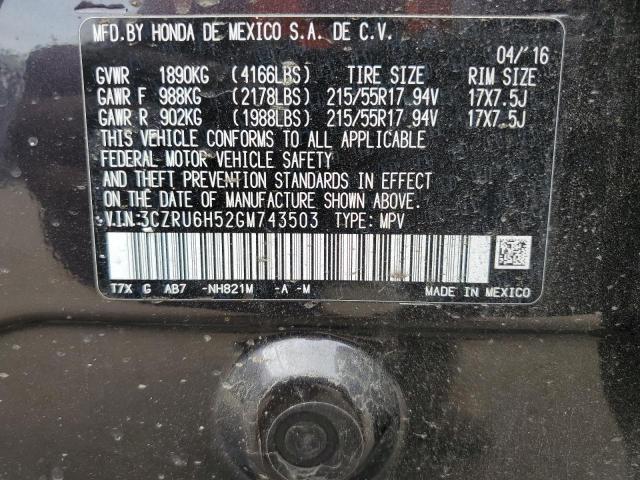 MFD.BY HONDA DE MEXICO S.A. DE C.V.
04/'16
GVWR 1890KG (4166LBS) TIRE SIZE RIM SIZE
GAWR F 988KG (2178LBS) 215/55R17 94V 17X7.5J
GAWR R 902KG (1988LBS) 215/55R17 94V 17X7.5J
THIS VEHICLE CONFORMS TO ALL APPLICABLE
FEDERAL MOTOR VEHICLE SAFETY
AND THEFT PREVENTION STANDARDS IN EFFECT
ON THE DATE OF MANUFACTURE SHOWN ABOVE.
V.I.N:3CZRU6H52GM743503 TYPE: MPV
T7X G AB7 -NH821M -A -M MADE IN MEXICO